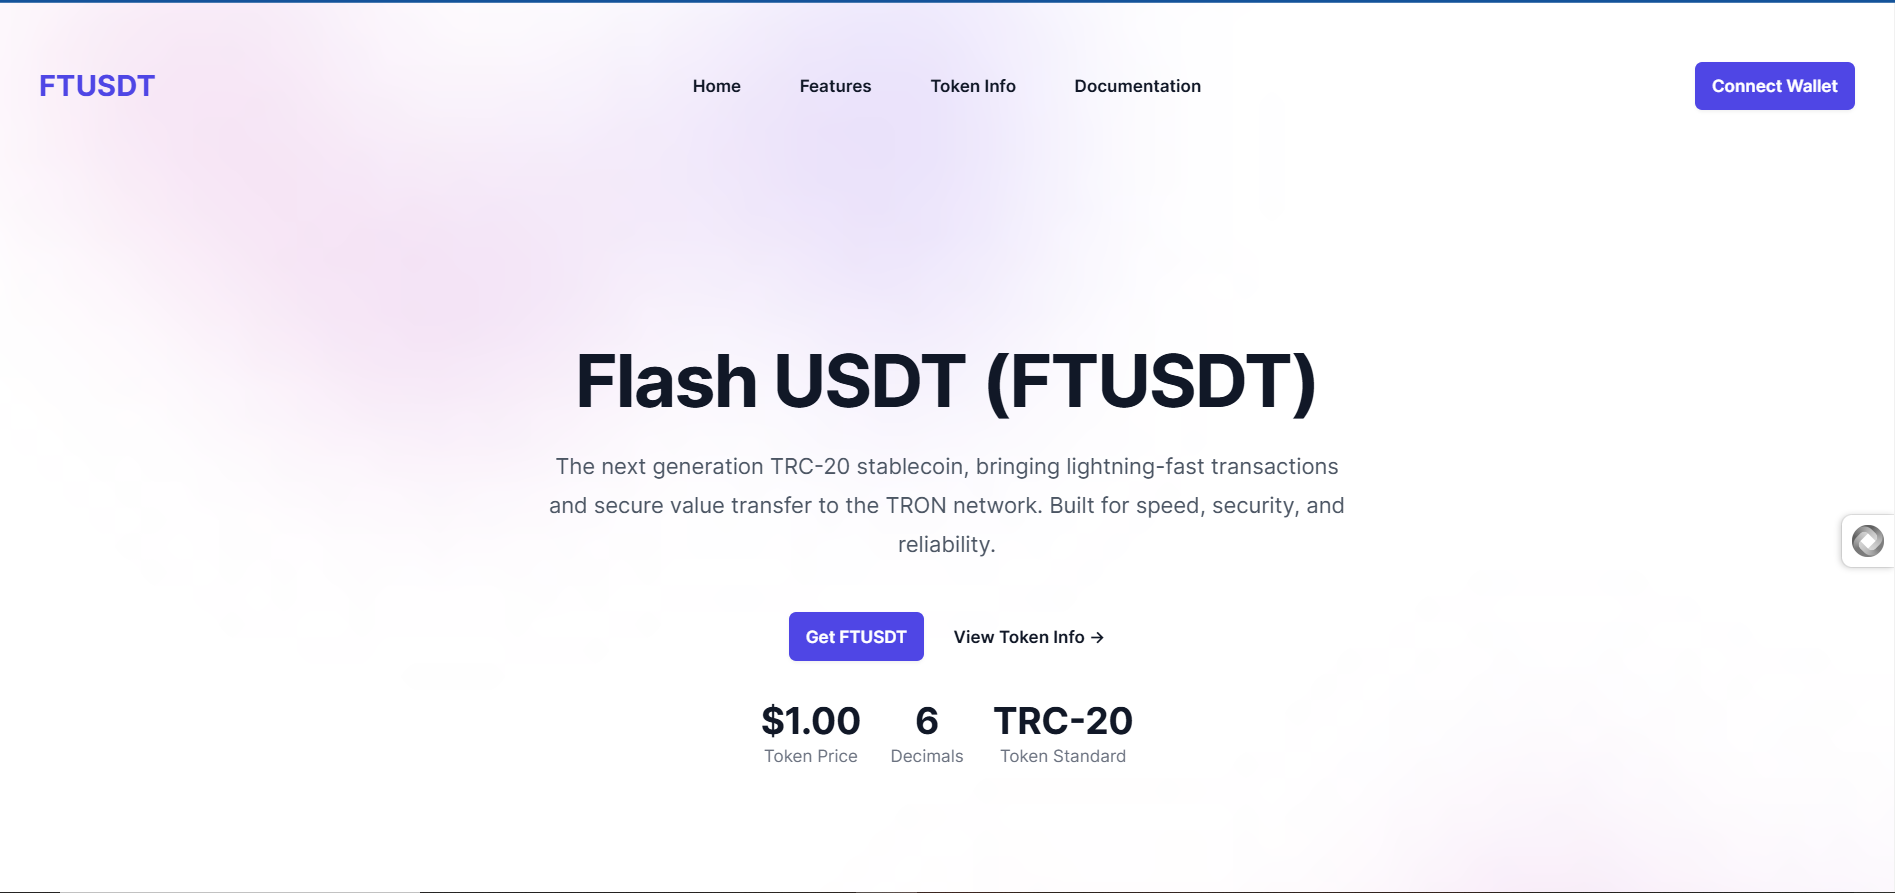 FTUSDT
Home
Features
Token Info
Documentation
Connect Wallet
Flash USDT (FTUSDT)
The next generation TRC-20 stablecoin, bringing lightning-fast transactions
and secure value transfer to the TRON network. Built for speed, security, and
reliability.
Get FTUSDT
View Token Info →
$1.00
Token Price
6
Decimals
TRC-20
Token Standard